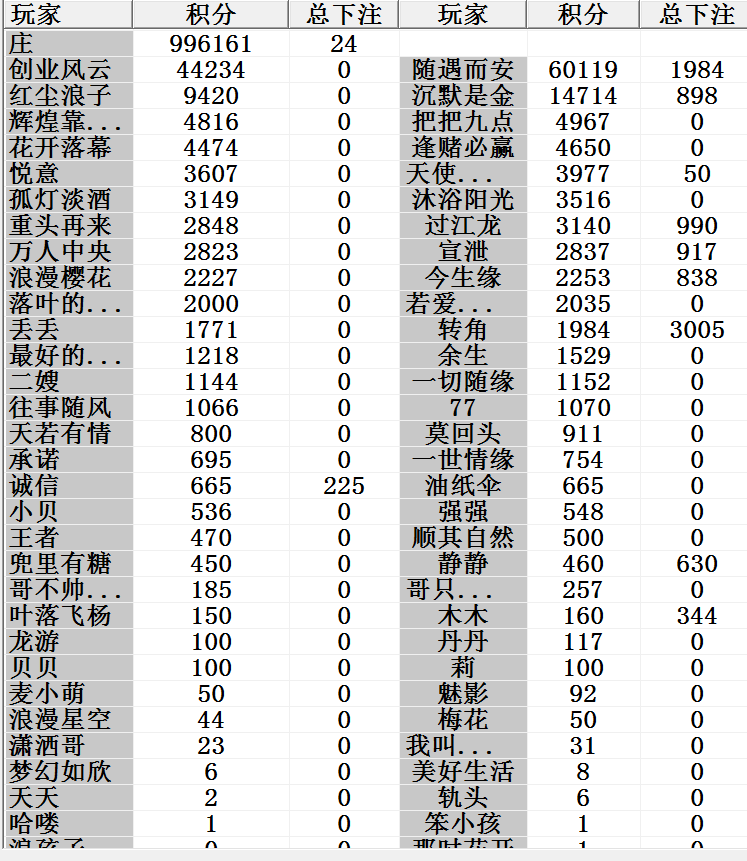 玩家 积分 总下注 玩家 积分 总下注
庄 996161 24
创业风云 44234 0 随遇而安 60119 1984
红尘浪子 9420 0 沉默是金 14714 898
辉煌靠... 4816 0 把把九点 4967 0
花开落幕 4474 0 逢赌必赢 4650 0
悦意 3607 0 天使... 3977 50
孤灯淡酒 3149 0 沐浴阳光 3516 0
重头再来 2848 0 过江龙 3140 990
万人中央 2823 0 宣泄 2837 917
浪漫樱花 2227 0 今生缘 2253 838
落叶的... 2000 0 若爱... 2035 0
丢丢 1771 0 转角 1984 3005
最好的... 1218 0 余生 1529 0
二嫂 1144 0 一切随缘 1152 0
往事随风 1066 0 77 1070 0
天若有情 800 0 莫回头 911 0
承诺 695 0 一世情缘 754 0
诚信 665 225 油纸伞 665 0
小贝 536 0 强强 548 0
王者 470 0 顺其自然 500 0
兜里有糖 450 0 静静 460 630
哥不帅... 185 0 哥只... 257 0
叶落飞杨 150 0 木木 160 344
龙游 100 0 丹丹 117 0
贝贝 100 0 莉 100 0
麦小萌 50 0 魅影 92 0
浪漫星空 44 0 梅花 50 0
潇洒哥 23 0 我叫... 31 0
梦幻如欣 6 0 美好生活 8 0
天天 2 0 轨头 6 0
哈喽 1 0 笨小孩 1 0